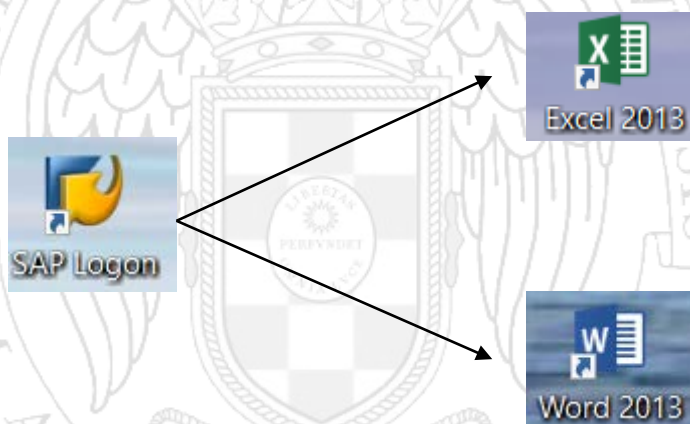 Excel 2013
SAP Logon
LIBERTAS
PERFVNDET
Word 2013